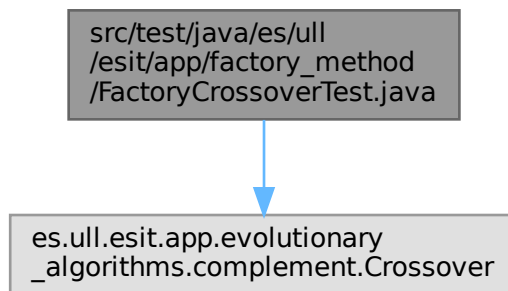 src/test/java/es/ull
/esit/app/factory_method
/FactoryCrossoverTest.java
es.ull.esit.app.evolutionary
_algorithms.complement.Crossover